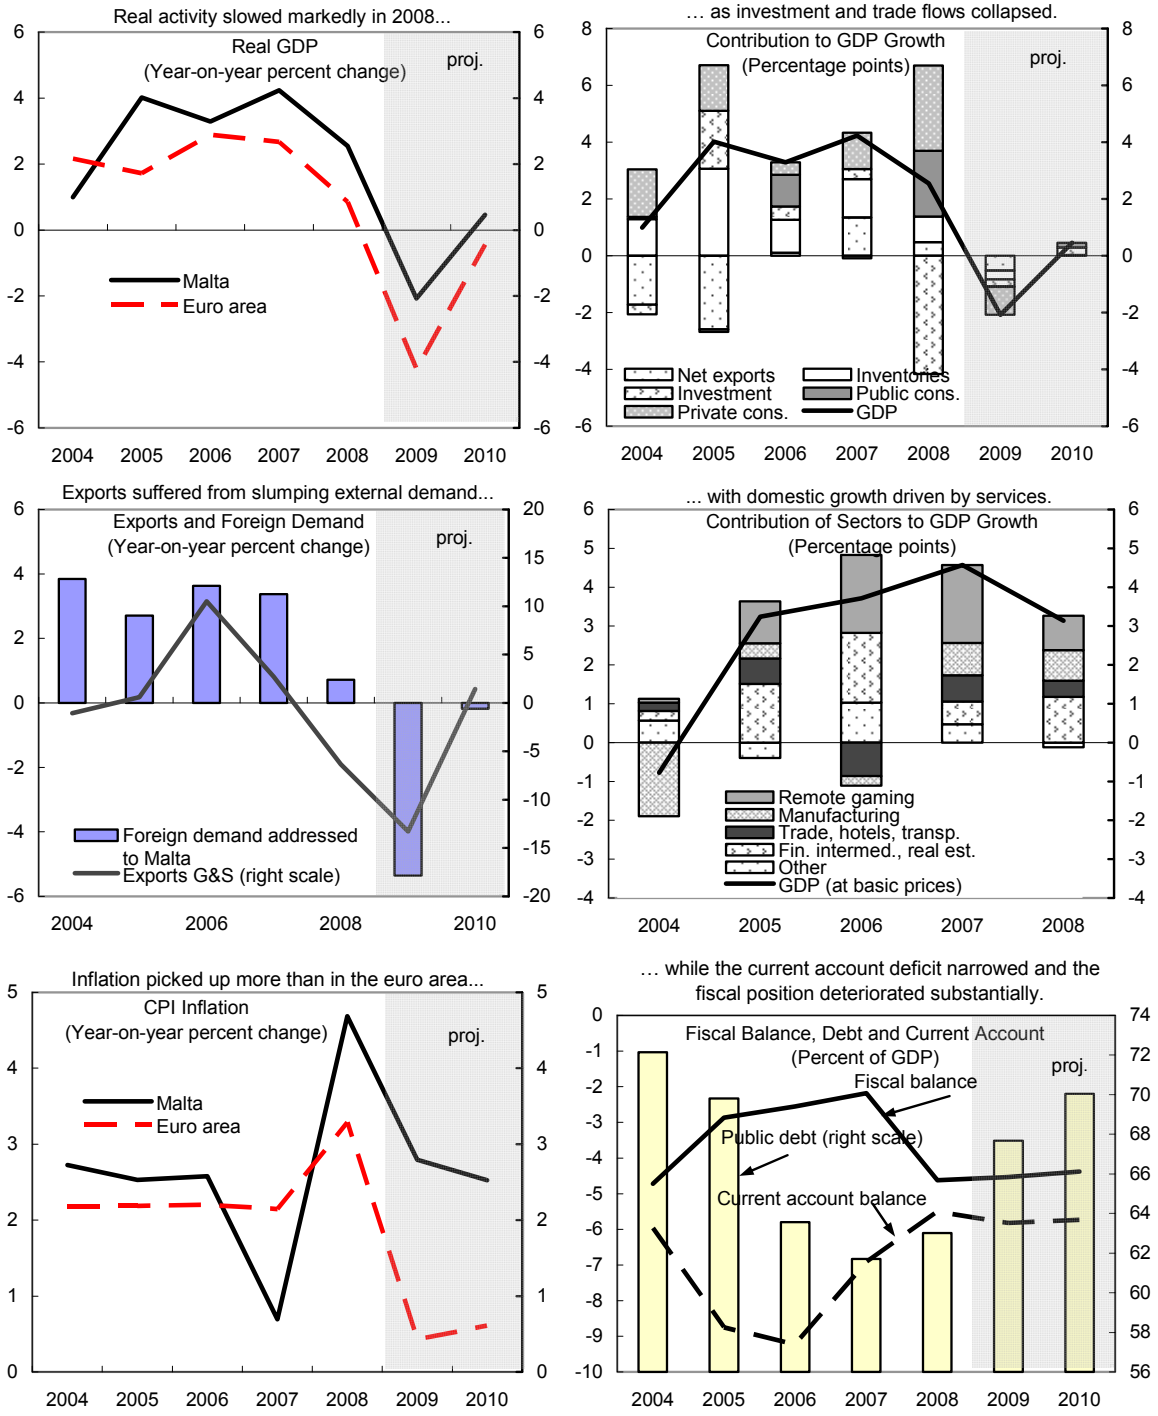 Real activity slowed markedly in 2008...
Real GDP
(Year-on-year percent change)
proj.
6
4
2
0
-2
-4
-6
6
4
2
0
-2
-4
-6
Malta
Euro area
2004 2005 2006 2007 2008 2009 2010
… as investment and trade flows collapsed.
Contribution to GDP Growth
(Percentage points)
proj.
8
6
4
2
0
-2
-4
-6
8
6
4
2
0
-2
-4
-6
Net exports
Inventories
Investment
Public cons.
Private cons.
GDP
2004 2005 2006 2007 2008 2009 2010
Exports suffered from slumping external demand...
Exports and Foreign Demand
(Year-on-year percent change)
proj.
6
4
2
0
-2
-4
-6
20
15
10
5
0
-5
-10
-15
-20
Foreign demand addressed
to Malta
Exports G&S (right scale)
2004 2006 2008 2010
... with domestic growth driven by services.
Contribution of Sectors to GDP Growth
(Percentage points)
6
5
4
3
2
1
0
-1
-2
-3
-4
6
5
4
3
2
1
0
-1
-2
-3
-4
Remote gaming
Manufacturing
Trade, hotels, transp.
Fin. intermed., real est.
Other
GDP (at basic prices)
2004 2005 2006 2007 2008
Inflation picked up more than in the euro area...
CPI Inflation
(Year-on-year percent change)
proj.
5
4
3
2
1
0
5
4
3
2
1
0
Malta
Euro area
2004 2005 2006 2007 2008 2009 2010
… while the current account deficit narrowed and the
fiscal position deteriorated substantially.
Fiscal Balance, Debt and Current Account
(Percent of GDP)
proj.
Fiscal balance
Public debt (right scale)
Current account balance
0
-1
-2
-3
-4
-5
-6
-7
-8
-9
-10
74
72
70
68
66
64
62
60
58
56
2004 2005 2006 2007 2008 2009 2010